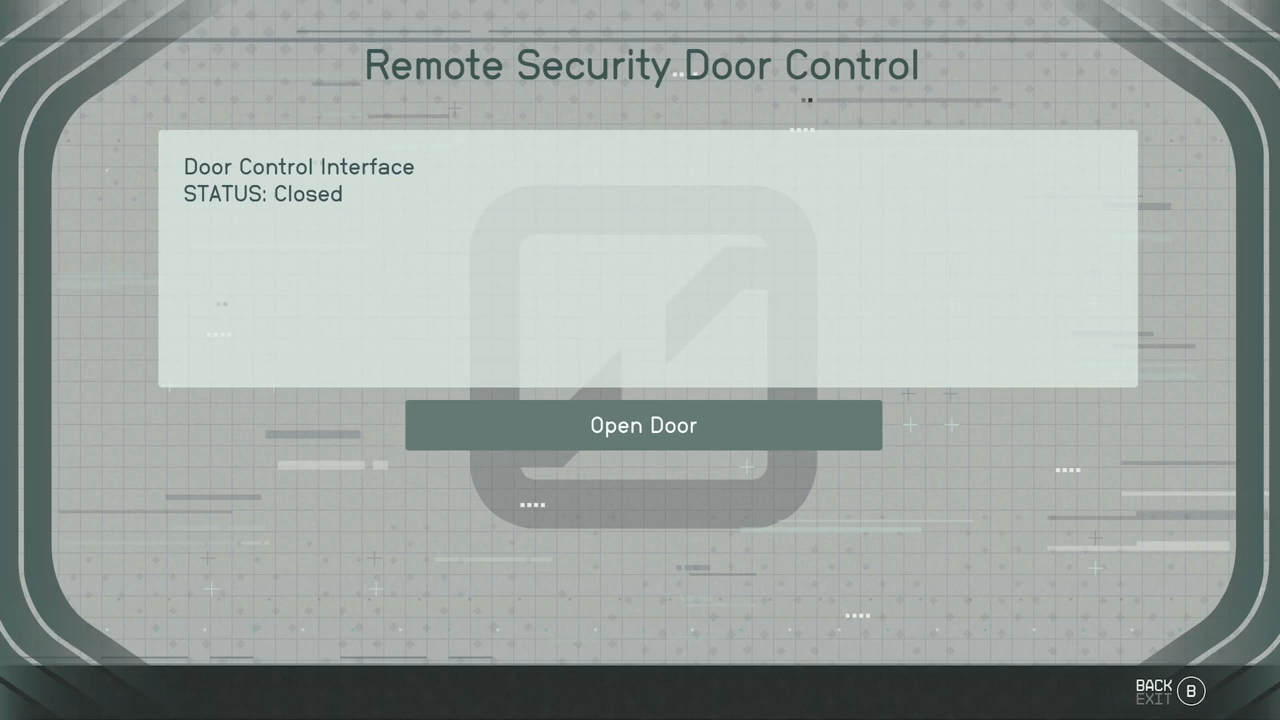 Remote Security Door Control
Door Control Interface
STATUS: Closed
Open Door
BACK
EXIT
B